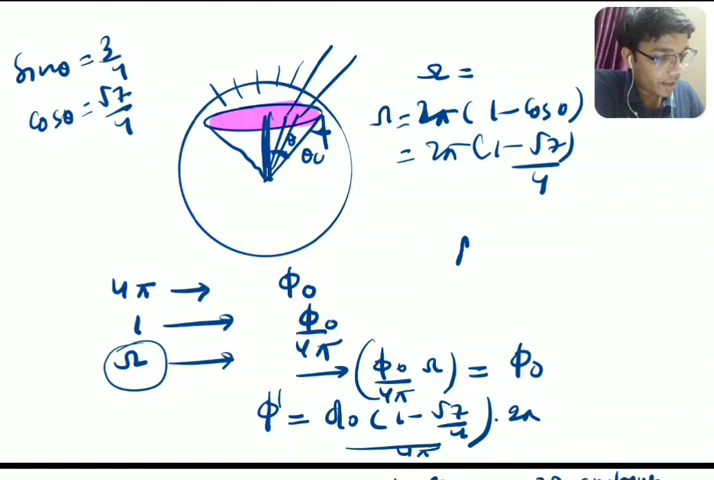 sinθ = 3/4
cosθ = √7/4
Ω =
Ω = 2π (1 - cosθ)
= 2π (1 - √7/4)
θ
θc
4π → ϕ₀
1 → ϕ₀/4π
Ω → (ϕ₀/4π Ω) = ϕ₀
ϕ' = ϕ₀ (1 - √7/4) · 2π / 4π